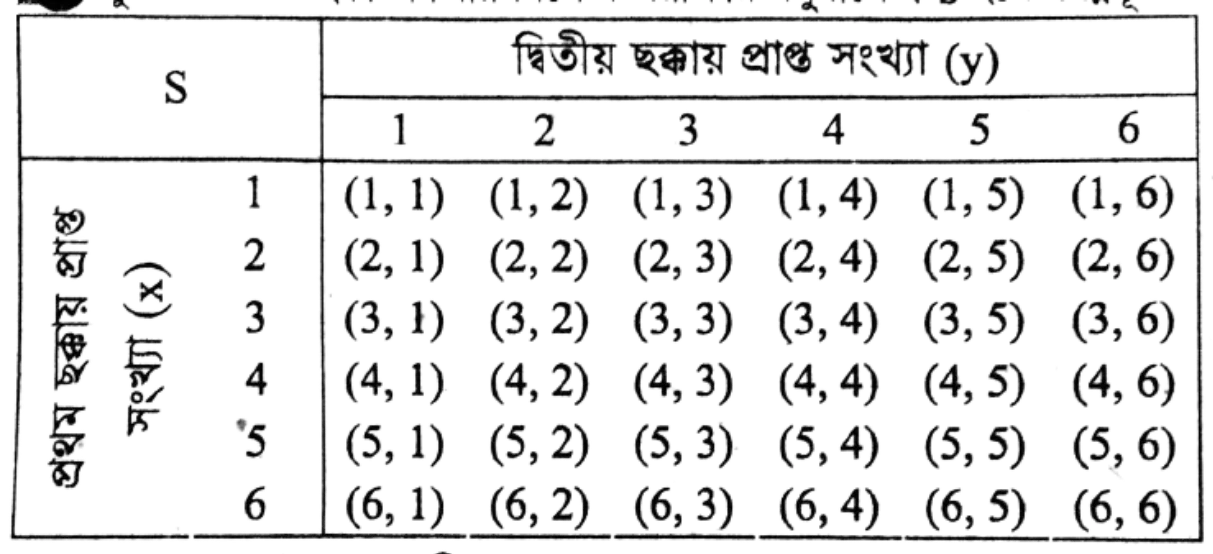 S
দ্বিতীয় ছক্কায় প্রাপ্ত সংখ্যা (y)
1 2 3 4 5 6
প্রথম ছক্কায় প্রাপ্ত
সংখ্যা (x)
1 (1, 1) (1, 2) (1, 3) (1, 4) (1, 5) (1, 6)
2 (2, 1) (2, 2) (2, 3) (2, 4) (2, 5) (2, 6)
3 (3, 1) (3, 2) (3, 3) (3, 4) (3, 5) (3, 6)
4 (4, 1) (4, 2) (4, 3) (4, 4) (4, 5) (4, 6)
5 (5, 1) (5, 2) (5, 3) (5, 4) (5, 5) (5, 6)
6 (6, 1) (6, 2) (6, 3) (6, 4) (6, 5) (6, 6)